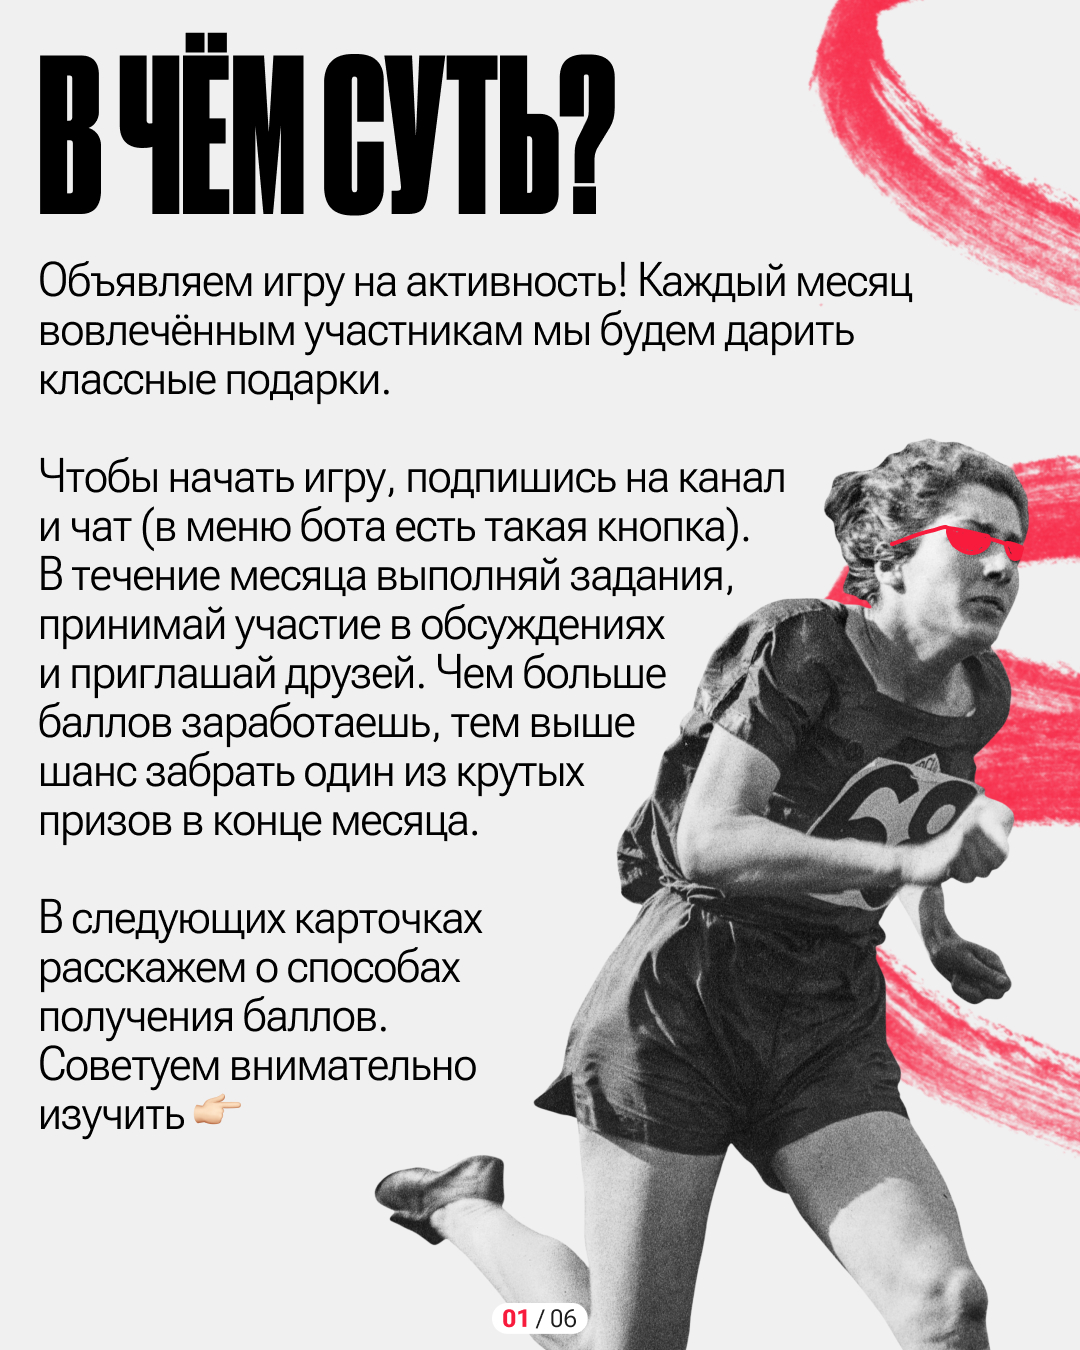 В ЧЁМ СУТЬ?
Объявляем игру на активность! Каждый месяц
вовлечённым участникам мы будем дарить
классные подарки.
Чтобы начать игру, подпишись на канал
и чат (в меню бота есть такая кнопка).
В течение месяца выполняй задания,
принимай участие в обсуждениях
и приглашай друзей. Чем больше
баллов заработаешь, тем выше
шанс забрать один из крутых
призов в конце месяца.
В следующих карточках
расскажем о способах
получения баллов.
Советуем внимательно
изучить 👉🏻
01 / 06